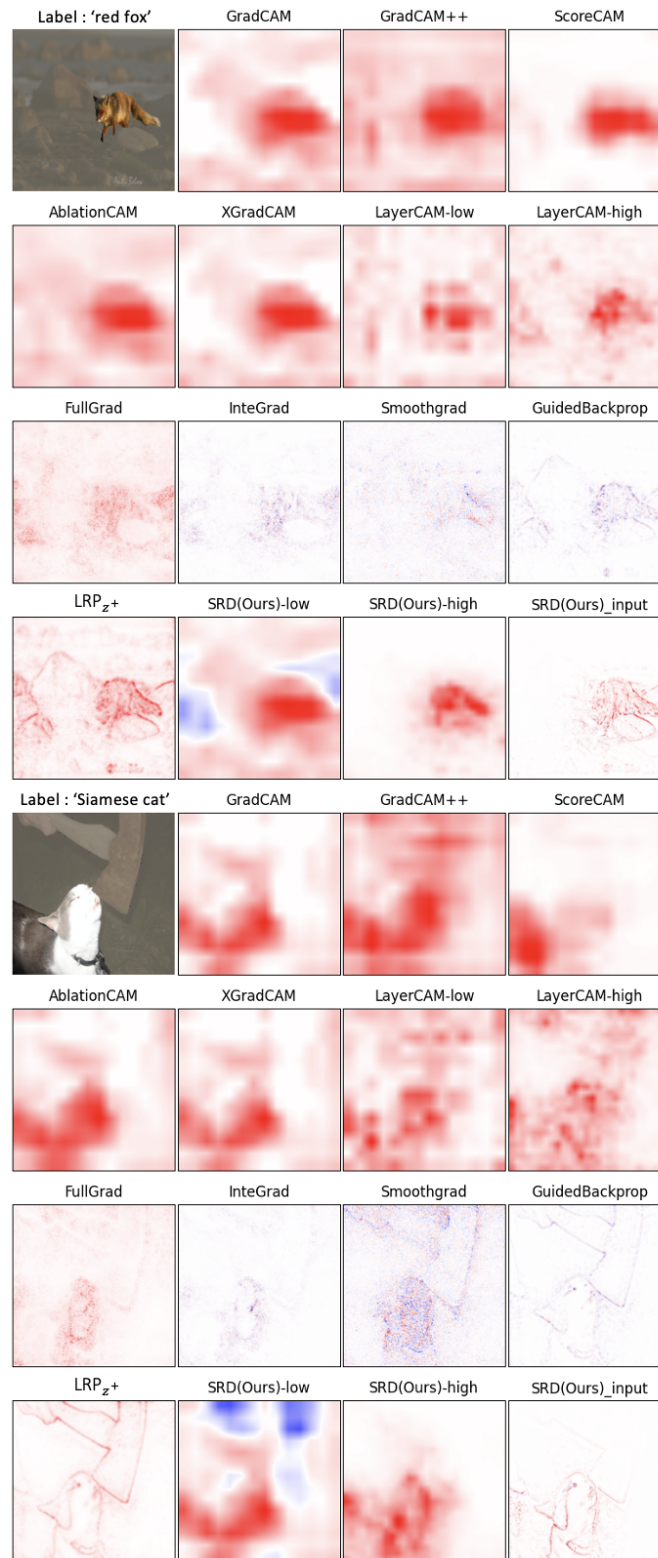 Label : ‘red fox’ GradCAM GradCAM++ ScoreCAM
AblationCAM XGradCAM LayerCAM-low LayerCAM-high
FullGrad InteGrad Smoothgrad GuidedBackprop
LRP𝑧+ SRD(Ours)-low SRD(Ours)-high SRD(Ours)_input
Label : ‘Siamese cat’ GradCAM GradCAM++ ScoreCAM
AblationCAM XGradCAM LayerCAM-low LayerCAM-high
FullGrad InteGrad Smoothgrad GuidedBackprop
LRP𝑧+ SRD(Ours)-low SRD(Ours)-high SRD(Ours)_input